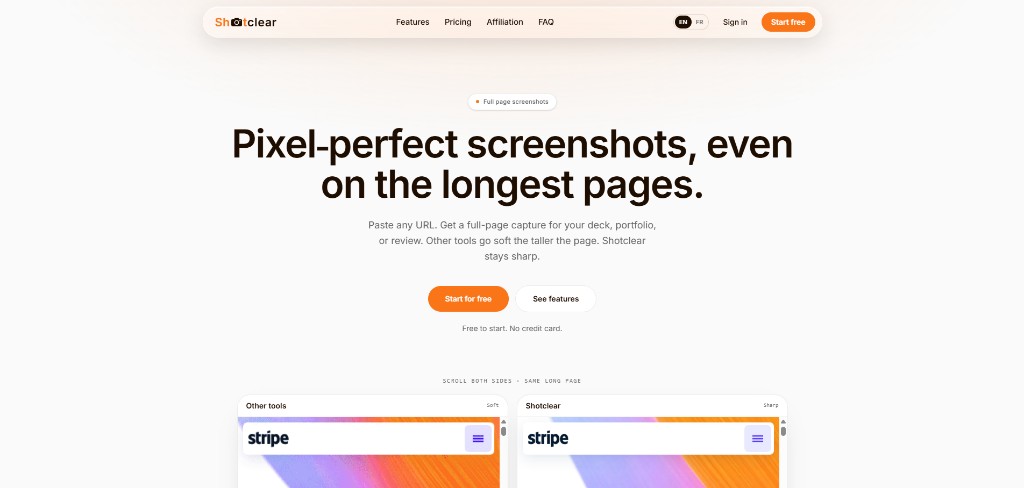 Shotclear
Features
Pricing
Affiliation
FAQ
EN
FR
Sign in
Start free
Full page screenshots
Pixel-perfect screenshots, even
on the longest pages.
Paste any URL. Get a full-page capture for your deck, portfolio,
or review. Other tools go soft the taller the page. Shotclear
stays sharp.
Start for free
See features
Free to start. No credit card.
SCROLL BOTH SIDES · SAME LONG PAGE
Other tools
Soft
Shotclear
Sharp
stripe
stripe